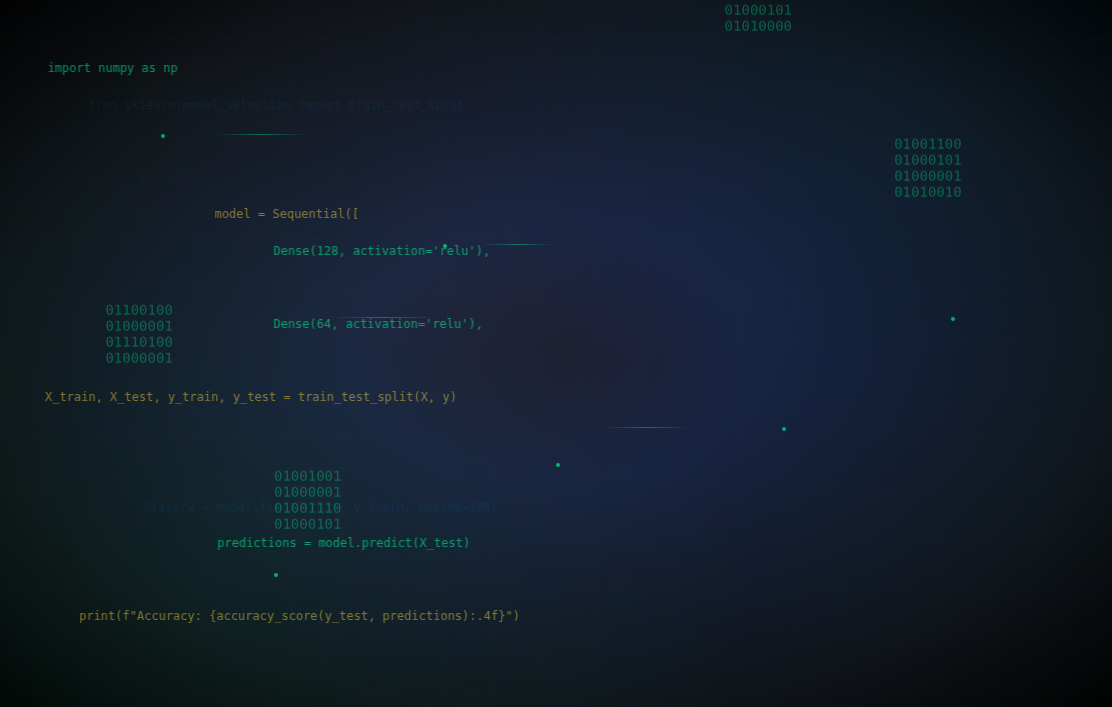 01000101
01010000
import numpy as np
from sklearn.model_selection import train_test_split
01001100
01000101
01000001
01010010
model = Sequential([
Dense(128, activation='relu'),
01100100
01000001
01110100
01000001
Dense(64, activation='relu'),
X_train, X_test, y_train, y_test = train_test_split(X, y)
01001001
01000001
01001110
01000101
history = model.fi y_train, epochs=100)
predictions = model.predict(X_test)
print(f"Accuracy: {accuracy_score(y_test, predictions):.4f}")